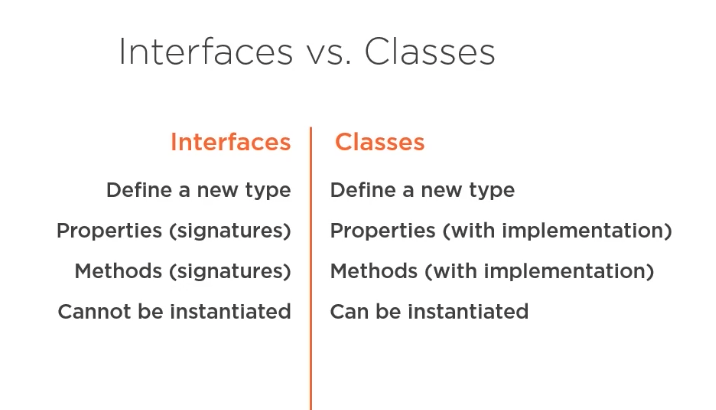 Interfaces vs. Classes
Interfaces
Define a new type
Properties (signatures)
Methods (signatures)
Cannot be instantiated
Classes
Define a new type
Properties (with implementation)
Methods (with implementation)
Can be instantiated